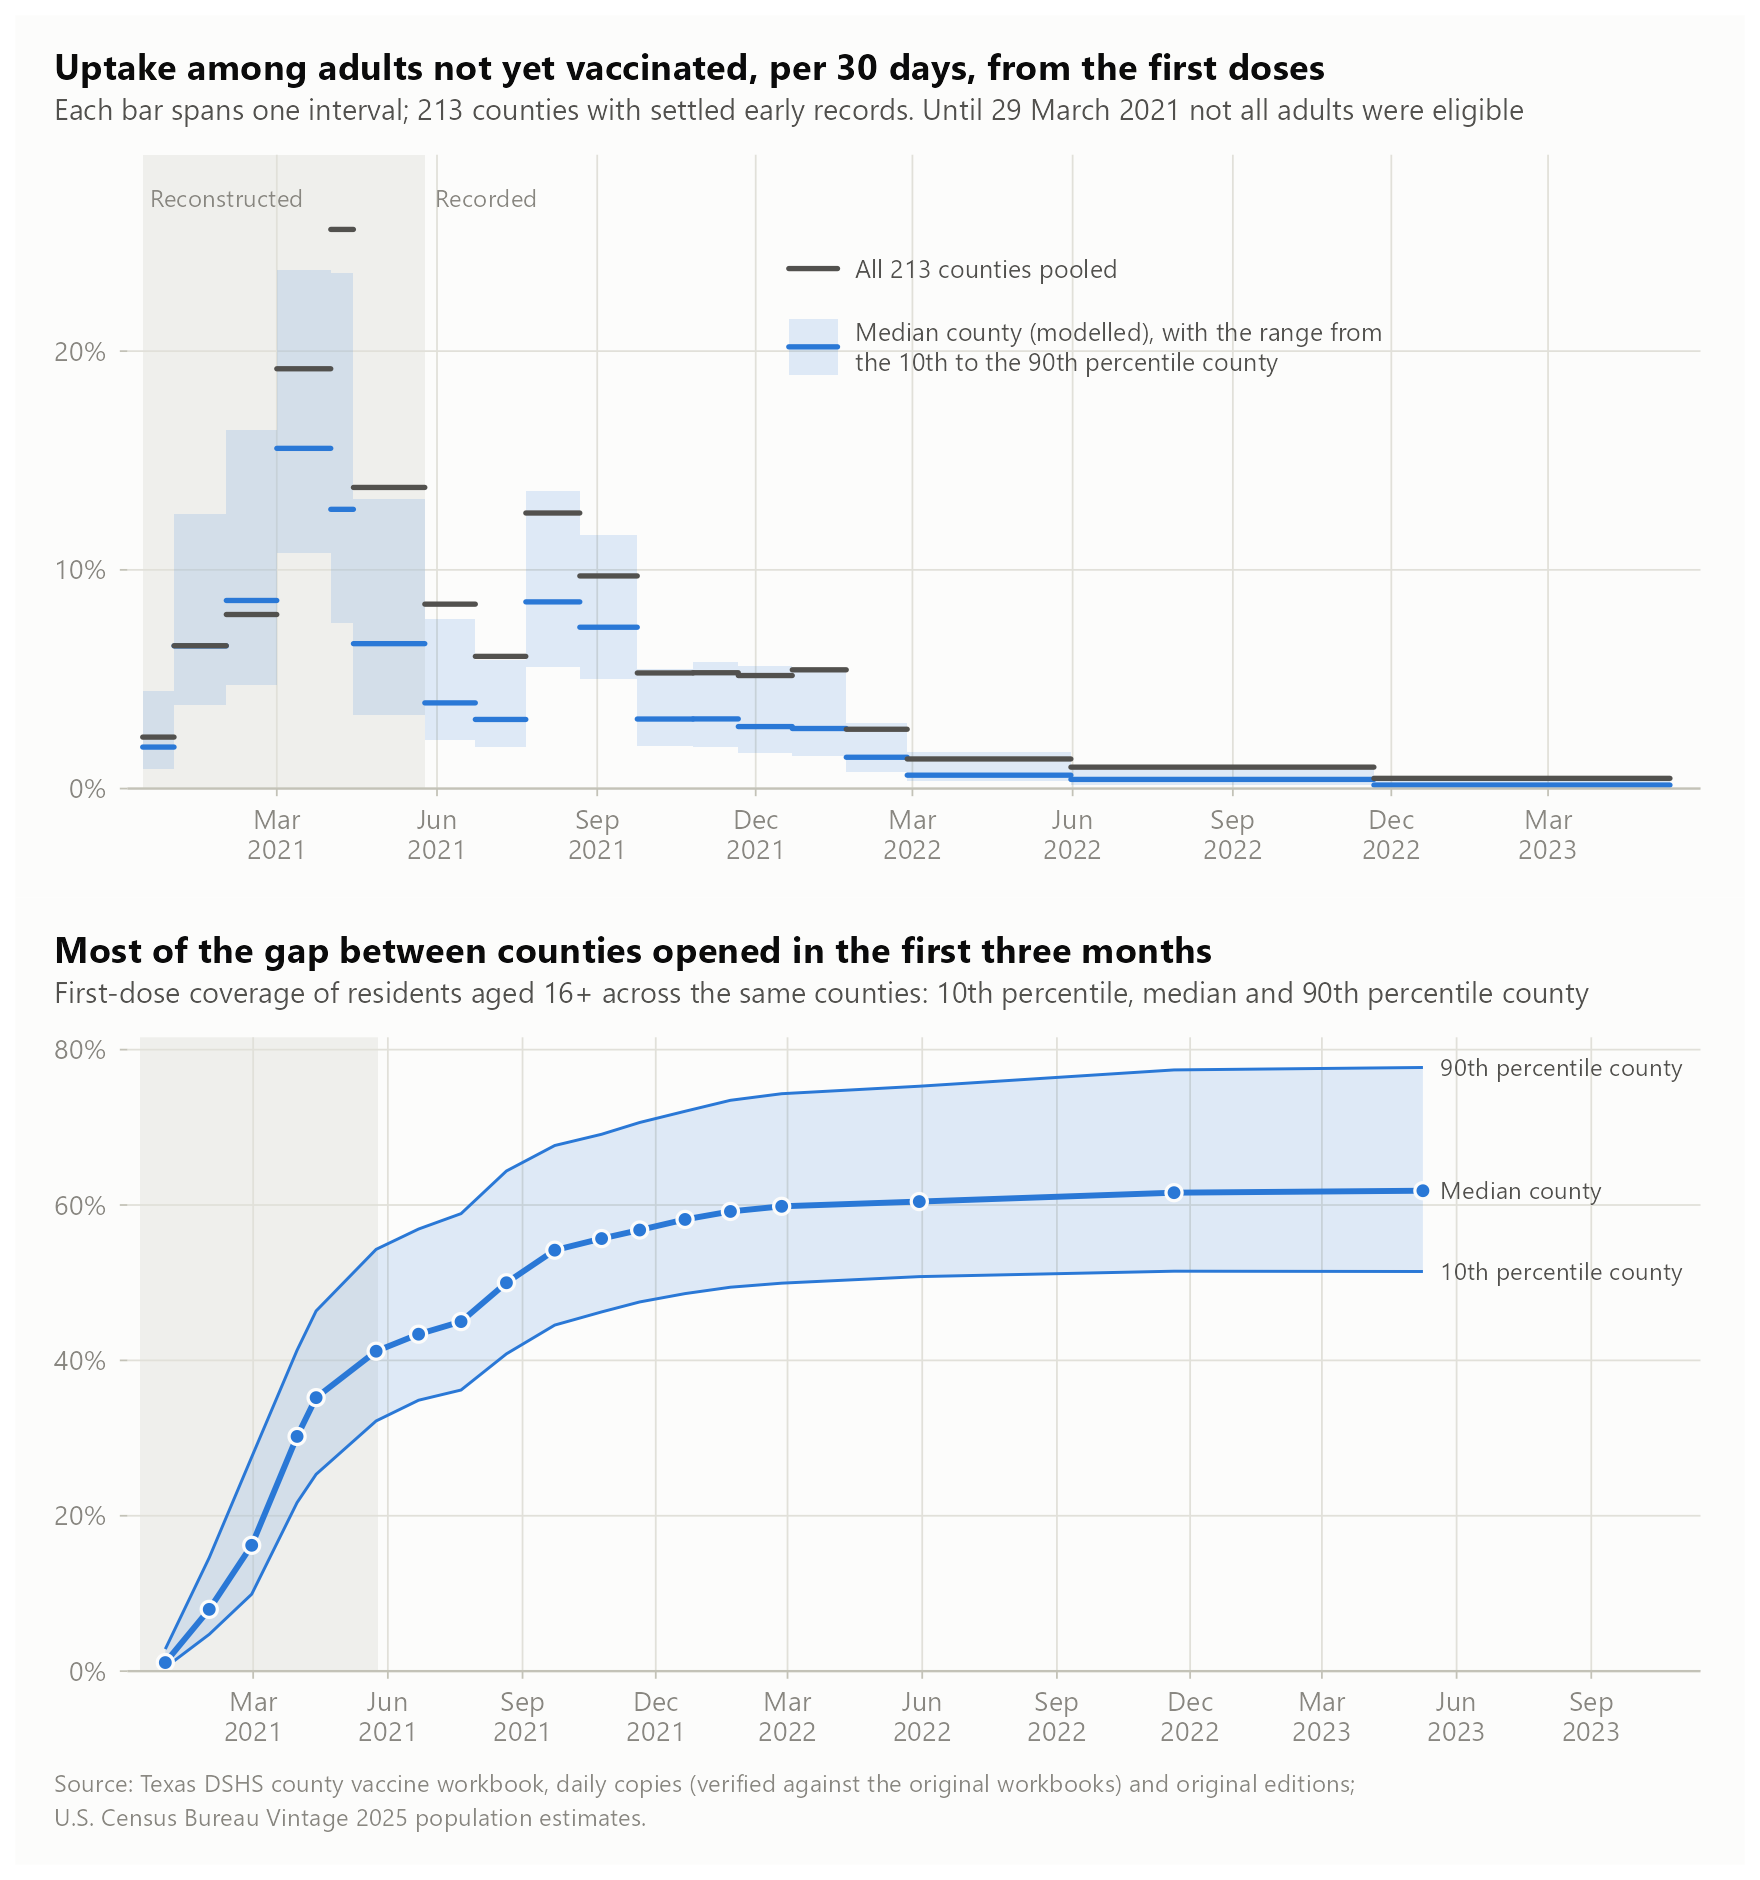 Uptake among adults not yet vaccinated, per 30 days, from the first doses
Each bar spans one interval; 213 counties with settled early records. Until 29 March 2021 not all adults were eligible
Reconstructed
Recorded
All 213 counties pooled
Median county (modelled), with the range from
the 10th to the 90th percentile county
20%
10%
0%
Mar Jun Sep Dec Mar Jun Sep Dec Mar
2021 2021 2021 2021 2022 2022 2022 2022 2023
Most of the gap between counties opened in the first three months
First-dose coverage of residents aged 16+ across the same counties: 10th percentile, median and 90th percentile county
80%
90th percentile county
Median county
60%
10th percentile county
40%
20%
0%
Mar Jun Sep Dec Mar Jun Sep Dec Mar Jun Sep
2021 2021 2021 2021 2022 2022 2022 2022 2023 2023 2023
Source: Texas DSHS county vaccine workbook, daily copies (verified against the original workbooks) and original editions;
U.S. Census Bureau Vintage 2025 population estimates.